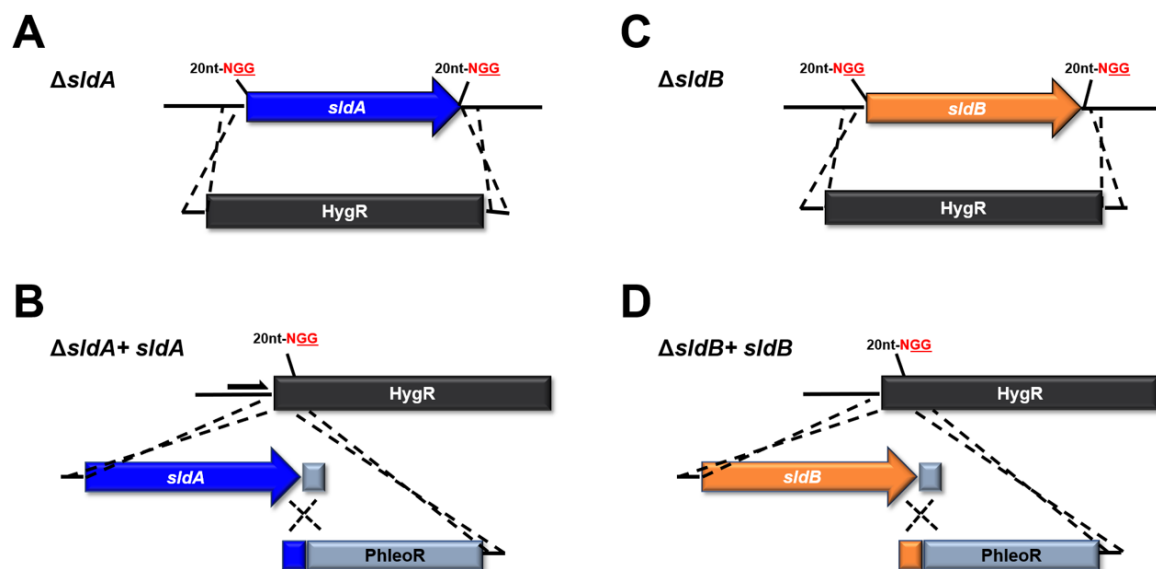 A
ΔsldA
20nt-NGG
20nt-NGG
sldA
HygR
B
ΔsldA+ sldA
20nt-NGG
HygR
sldA
PhleoR
C
ΔsldB
20nt-NGG
20nt-NGG
sldB
HygR
D
ΔsldB+ sldB
20nt-NGG
HygR
sldB
PhleoR